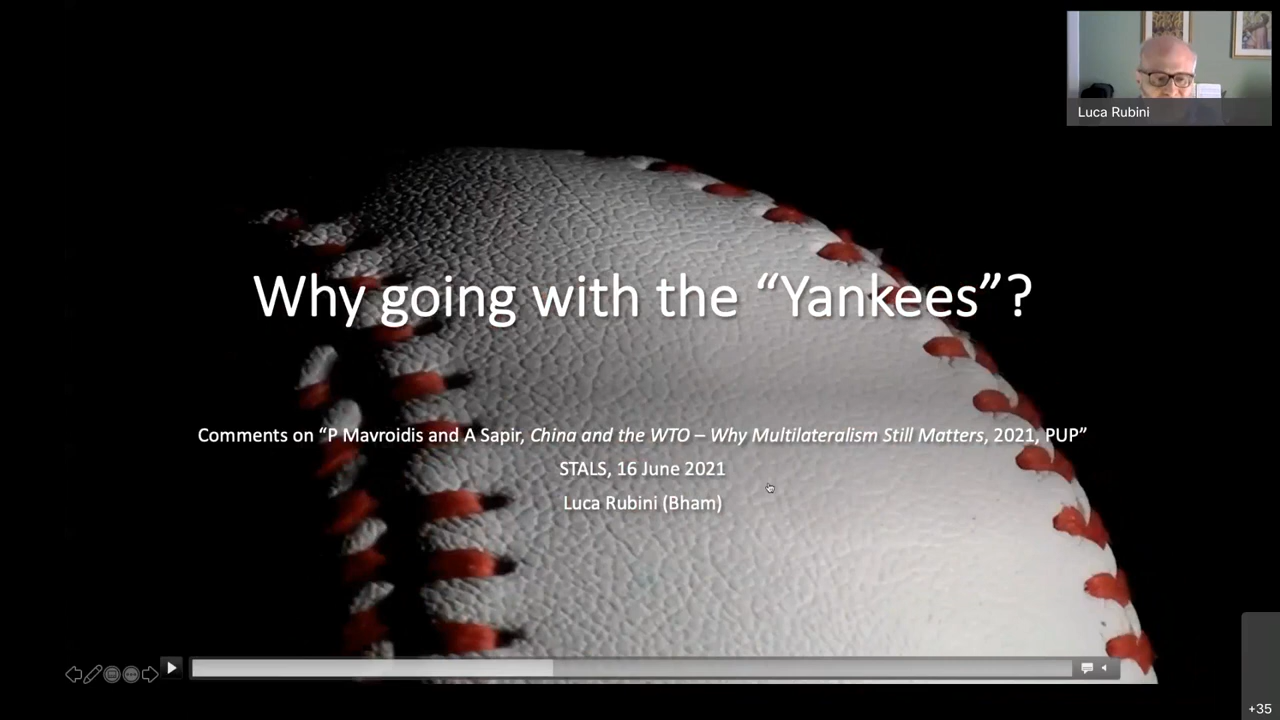 Luca Rubini
Why going with the “Yankees”?
Comments on “P Mavroidis and A Sapir, China and the WTO – Why Multilateralism Still Matters, 2021, PUP”
STALS, 16 June 2021
Luca Rubini (Bham)
+35